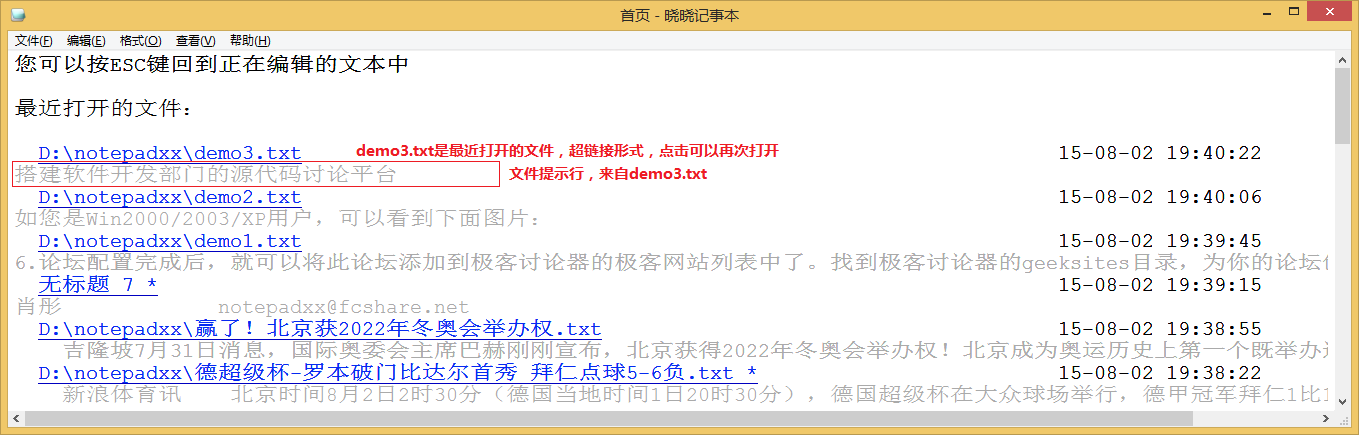 首页 - 晓晓记事本
文件(F) 编辑(E) 格式(O) 查看(V) 帮助(H)
您可以按ESC键回到正在编辑的文本中
最近打开的文件：
D:\notepadxx\demo3.txt demo3.txt是最近打开的文件，超链接形式，点击可以再次打开 15-08-02 19:40:22
搭建软件开发部门的源代码讨论平台 文件提示行，来自demo3.txt
D:\notepadxx\demo2.txt 15-08-02 19:40:06
如您是Win2000/2003/XP用户，可以看到下面图片：
D:\notepadxx\demo1.txt 15-08-02 19:39:45
6.论坛配置完成后，就可以将此论坛添加到极客讨论器的极客网站列表中了。找到极客讨论器的geeksites目录，为你的论坛
无标题 7 * 15-08-02 19:39:15
肖彤 notepadxx@fcshare.net
D:\notepadxx\赢了！北京获2022年冬奥会举办权.txt 15-08-02 19:38:55
吉隆坡7月31日消息，国际奥委会主席巴赫刚刚宣布，北京获得2022年冬奥会举办权！北京成为奥运历史上第一个既举办
D:\notepadxx\德超级杯-罗本破门比达尔首秀 拜仁点球5-6负.txt * 15-08-02 19:38:22
新浪体育讯 北京时间8月2日2时30分（德国当地时间1日20时30分），德国超级杯在大众球场举行，德甲冠军拜仁1比1